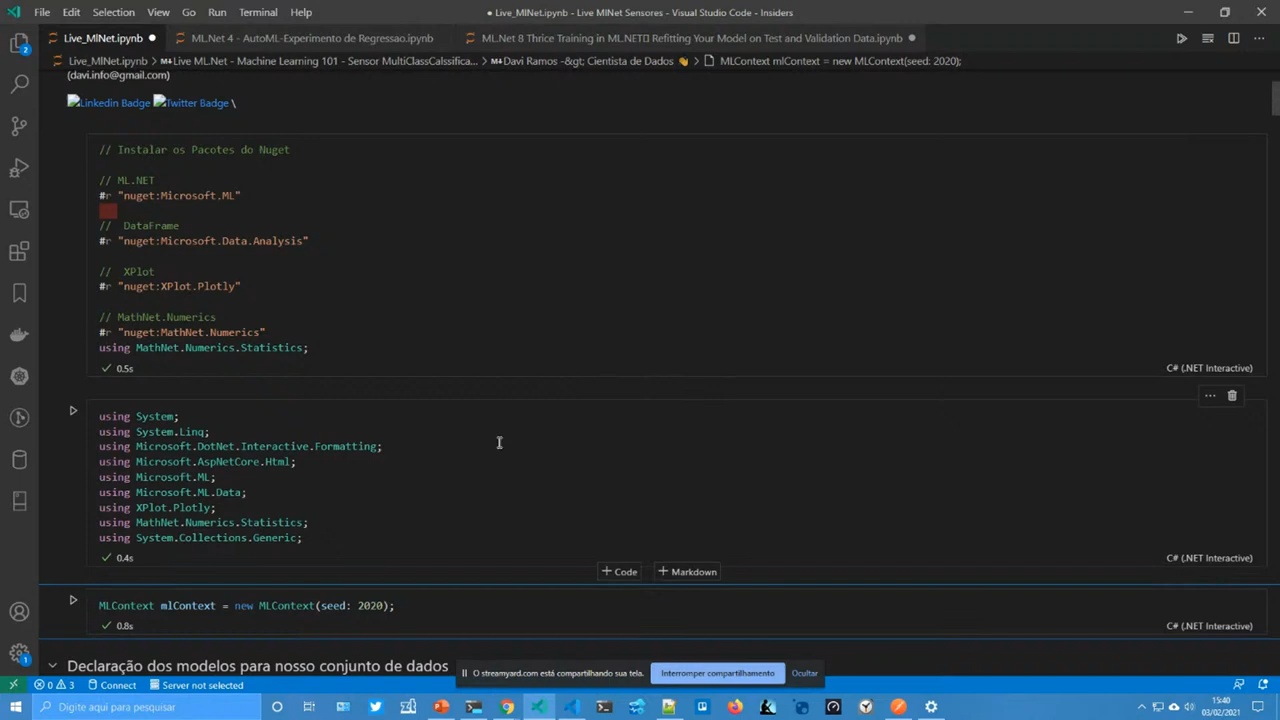 File Edit Selection View Go Run Terminal Help
● Live_MlNet.ipynb - Live MlNet Sensores - Visual Studio Code - Insiders
Live_MlNet.ipynb ●
ML.Net 4 - AutoML-Experimento de Regressao.ipynb
ML.Net 8 Thrice Training in ML.NET Refitting Your Model on Test and Validation Data.ipynb ●
Live_MlNet.ipynb > Live ML.Net - Machine Learning 101 - Sensor MultiClassCalssifica... > Davi Ramos -&gt; Cientista de Dados 👋 > MLContext mlContext = new MLContext(seed: 2020);
(davi.info@gmail.com)
Linkedin Badge Twitter Badge \
// Instalar os Pacotes do Nuget
// ML.NET
#r "nuget:Microsoft.ML"
// DataFrame
#r "nuget:Microsoft.Data.Analysis"
// XPlot
#r "nuget:XPlot.Plotly"
// MathNet.Numerics
#r "nuget:MathNet.Numerics"
using MathNet.Numerics.Statistics;
0.5s
C# (.NET Interactive)
using System;
using System.Linq;
using Microsoft.DotNet.Interactive.Formatting;
using Microsoft.AspNetCore.Html;
using Microsoft.ML;
using Microsoft.ML.Data;
using XPlot.Plotly;
using MathNet.Numerics.Statistics;
using System.Collections.Generic;
0.4s
C# (.NET Interactive)
+ Code + Markdown
MLContext mlContext = new MLContext(seed: 2020);
0.8s
C# (.NET Interactive)
Declaração dos modelos para nosso conjunto de dados
O streamyard.com está compartilhando sua tela. Interromper compartilhamento Ocultar
0 3 Connect Server not selected
Digite aqui para pesquisar
15:40
03/02/2021
2
1